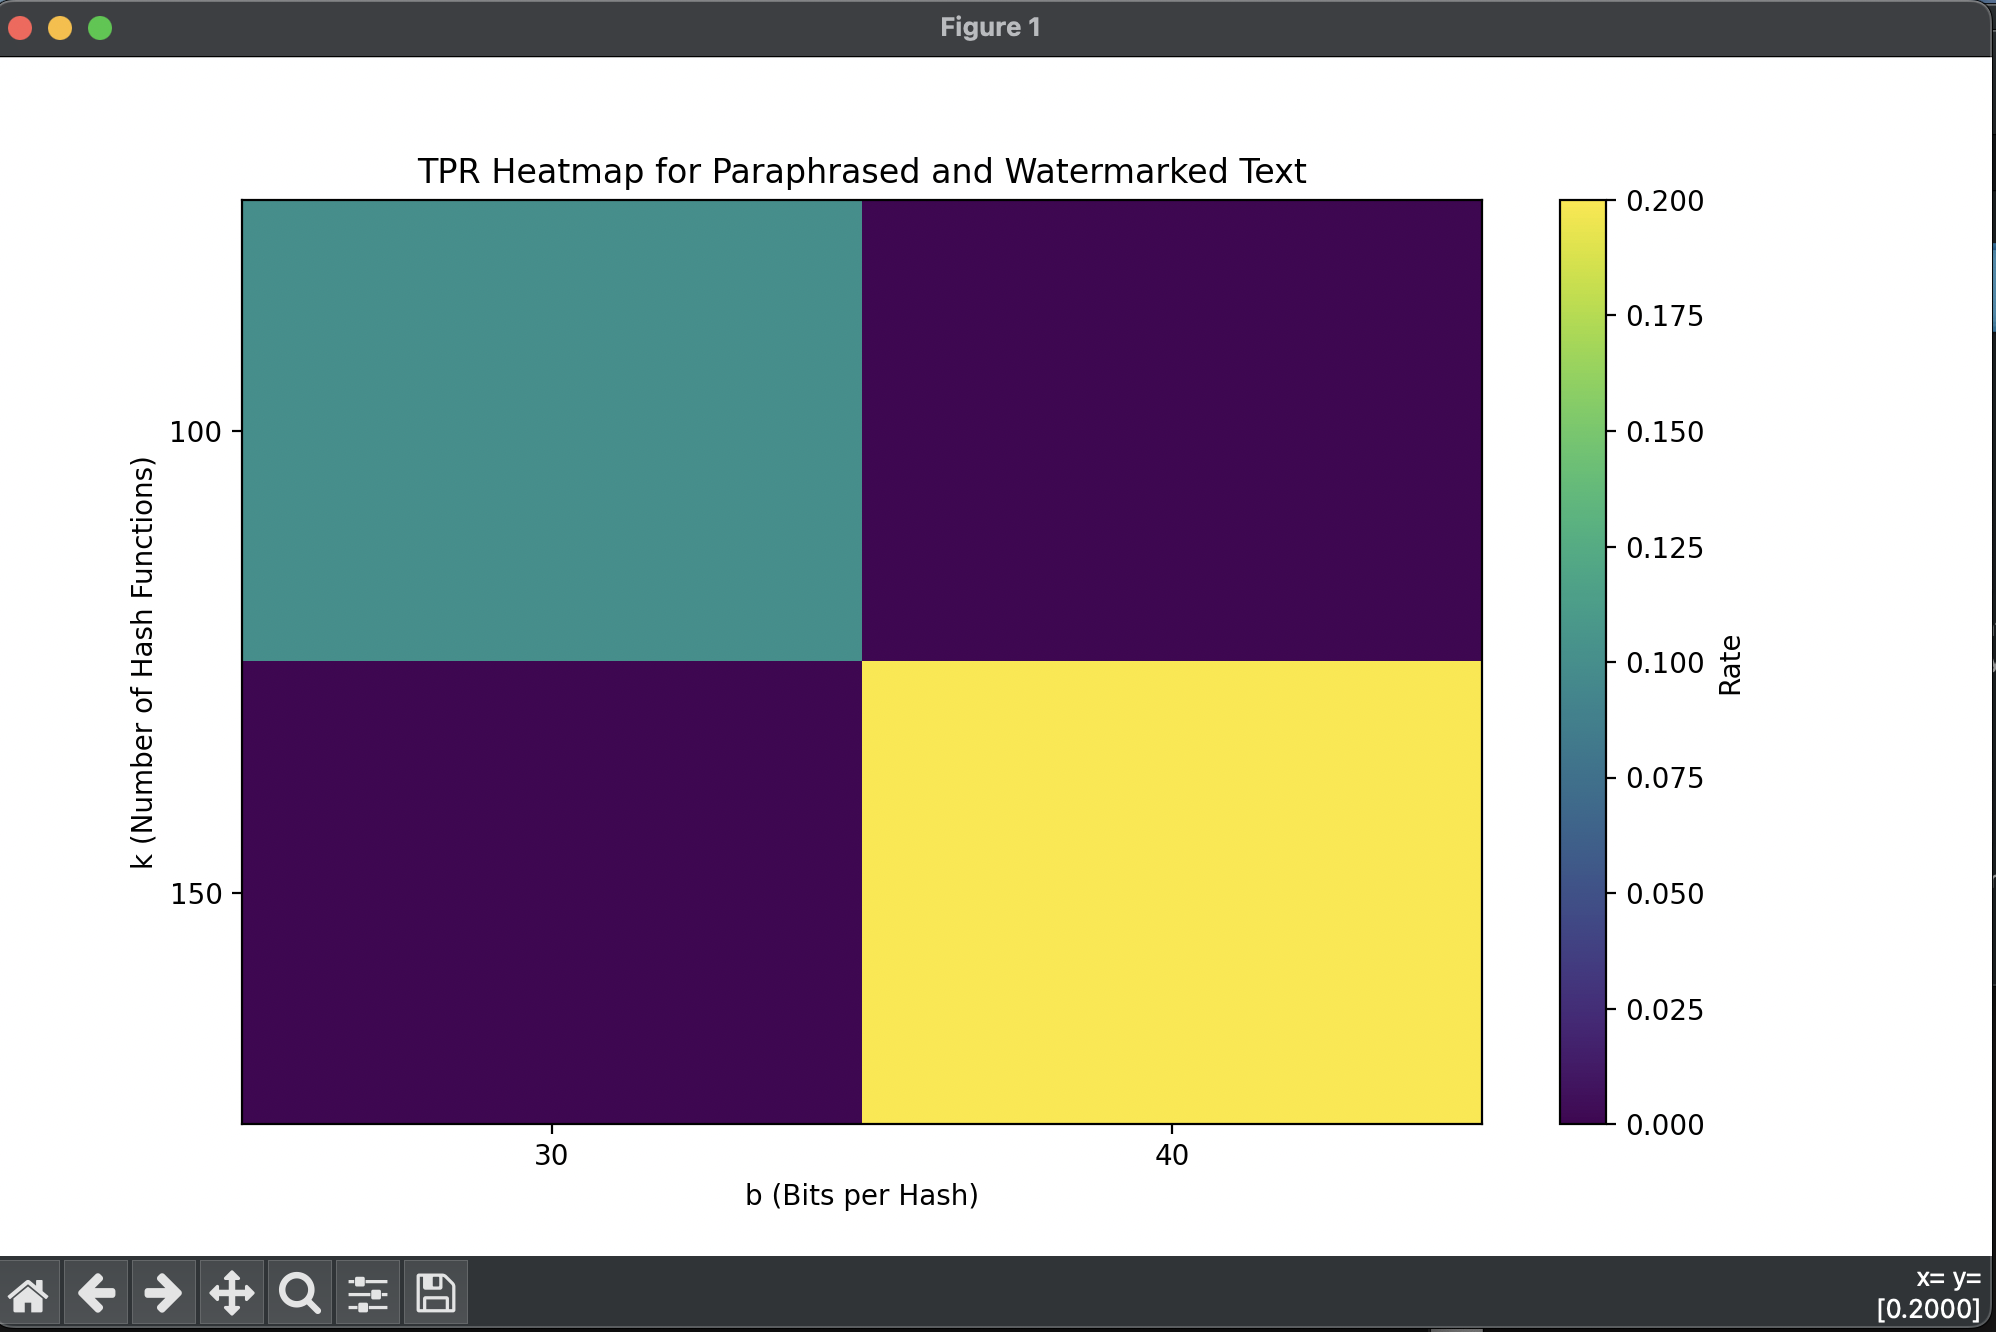 Figure 1
TPR Heatmap for Paraphrased and Watermarked Text
k (Number of Hash Functions)
100
150
30
40
b (Bits per Hash)
0.200
0.175
0.150
0.125
0.100
0.075
0.050
0.025
0.000
Rate
x= y=
[0.2000]